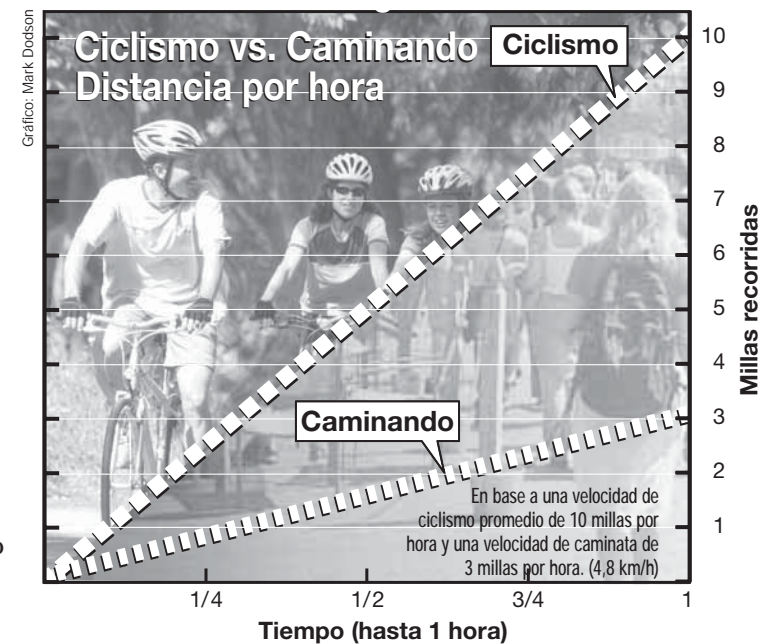 Gráfico: Mark Dodson
Ciclismo vs. Caminando
Distancia por hora
Ciclismo
Caminando
En base a una velocidad de
ciclismo promedio de 10 millas por
hora y una velocidad de caminata de
3 millas por hora. (4,8 km/h)
10
9
8
7
6
5
4
3
2
1
Millas recorridas
1/4 1/2 3/4 1
Tiempo (hasta 1 hora)